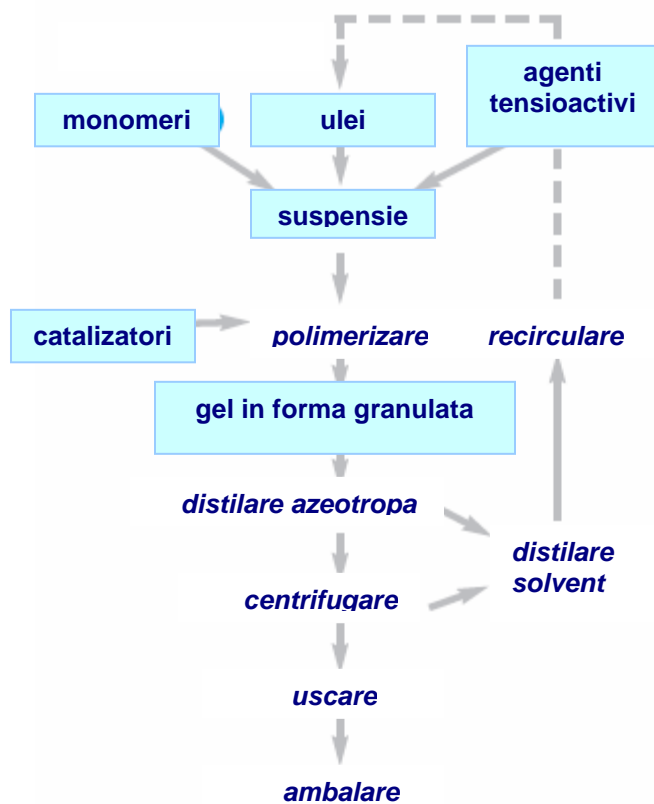 agenti
tensioactivi
monomeri
ulei
suspensie
catalizatori
polimerizare
recirculare
gel in forma granulata
distilare azeotropa
distilare
solvent
centrifugare
uscare
ambalare